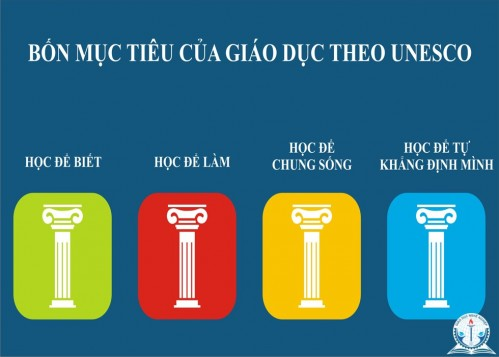 BỐN MỤC TIÊU CỦA GIÁO DỤC THEO UNESCO
HỌC ĐỂ BIẾT
HỌC ĐỂ LÀM
HỌC ĐỂ
CHUNG SỐNG
HỌC ĐỂ TỰ
KHẲNG ĐỊNH MÌNH